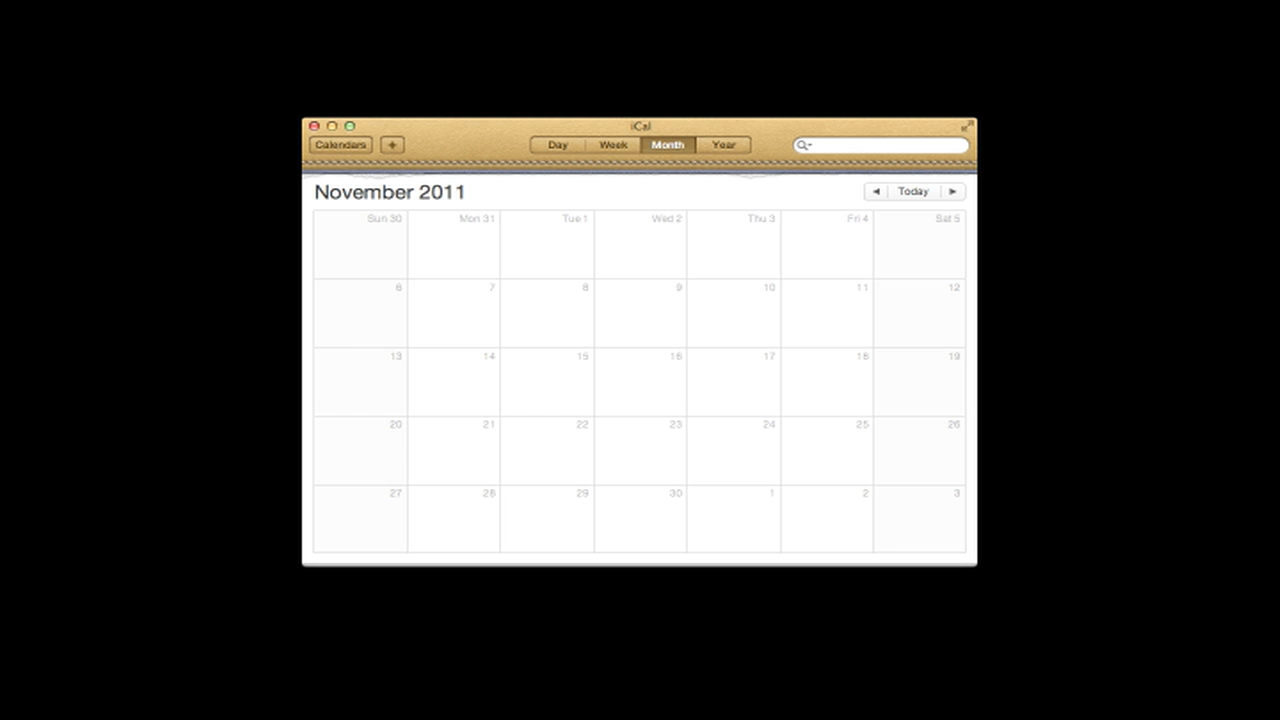 iCal
Calendars + Day Week Month Year
November 2011 Today
Sun 30 Mon 31 Tue 1 Wed 2 Thu 3 Fri 4 Sat 5
6 7 8 9 10 11 12
13 14 15 16 17 18 19
20 21 22 23 24 25 26
27 28 29 30 1 2 3